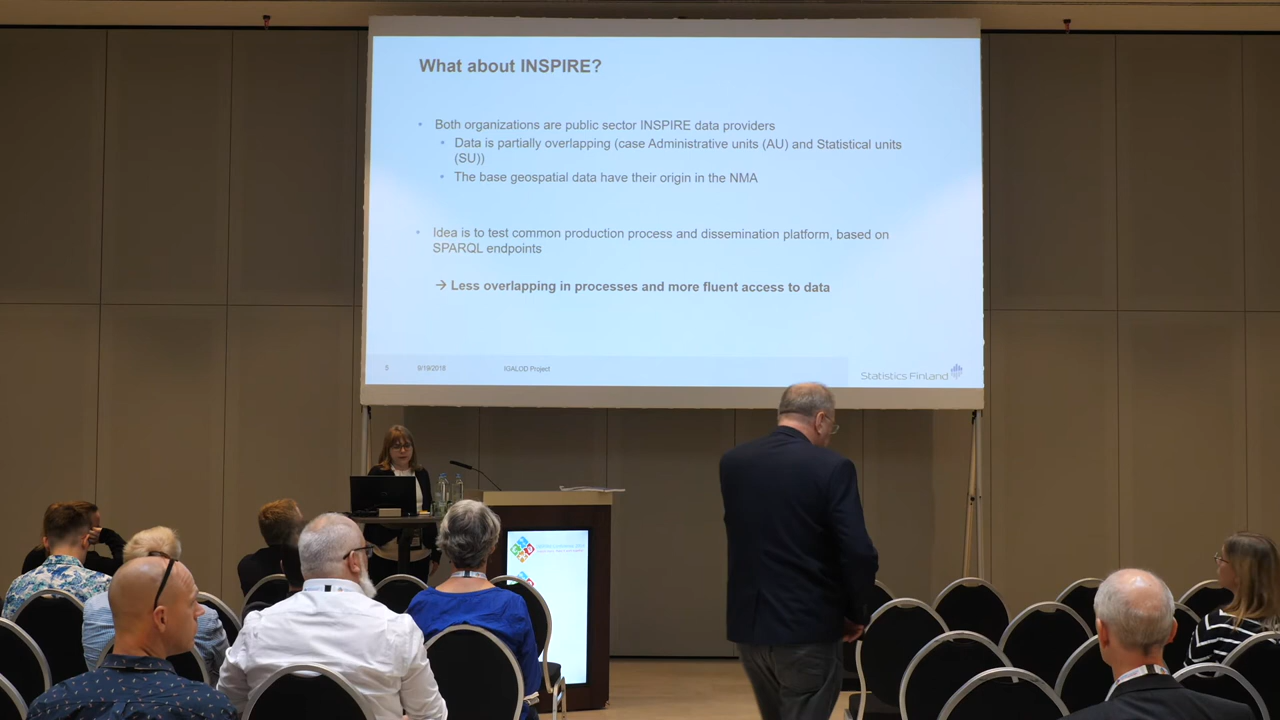 What about INSPIRE?
• Both organizations are public sector INSPIRE data providers
• Data is partially overlapping (case Administrative units (AU) and Statistical units
(SU))
• The base geospatial data have their origin in the NMA
• Idea is to test common production process and dissemination platform, based on
SPARQL endpoints
→ Less overlapping in processes and more fluent access to data
5 9/19/2018 IGALOD Project
Statistics Finland